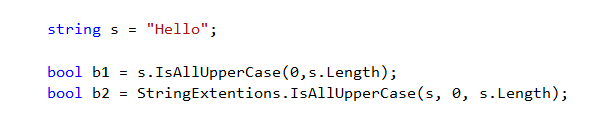 string s = "Hello";
bool b1 = s.IsAllUpperCase(0,s.Length);
bool b2 = StringExtentions.IsAllUpperCase(s, 0, s.Length);